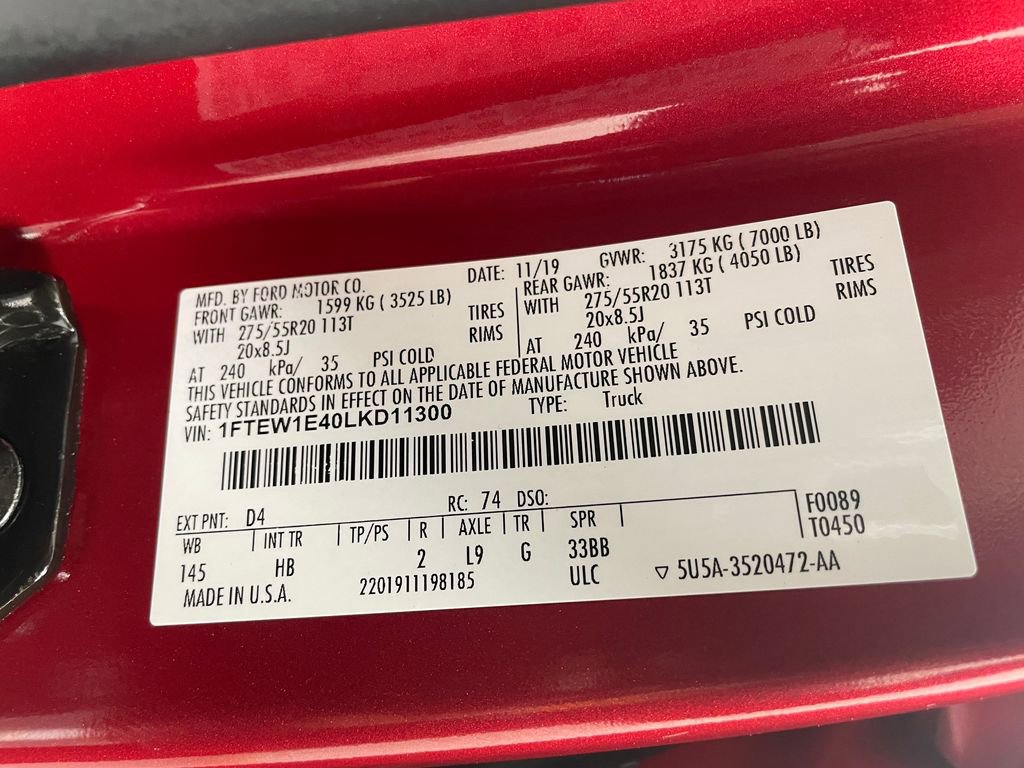 MFD. BY FORD MOTOR CO. DATE: 11/19 GVWR: 3175 KG ( 7000 LB)
FRONT GAWR: 1599 KG ( 3525 LB) REAR GAWR: 1837 KG ( 4050 LB)
WITH 275/55R20 113T TIRES WITH 275/55R20 113T TIRES
20x8.5J RIMS 20x8.5J RIMS
AT 240 kPa/ 35 PSI COLD AT 240 kPa/ 35 PSI COLD
THIS VEHICLE CONFORMS TO ALL APPLICABLE FEDERAL MOTOR VEHICLE
SAFETY STANDARDS IN EFFECT ON THE DATE OF MANUFACTURE SHOWN ABOVE.
VIN: 1FTEW1E40LKD11300 TYPE: Truck
EXT PNT: D4 RC: 74 DSO: F0089
WB INT TR TP/PS R AXLE TR SPR T0450
145 HB 2 L9 G 33BB
MADE IN U.S.A. 2201911198185 ULC ▽ 5U5A-3520472-AA